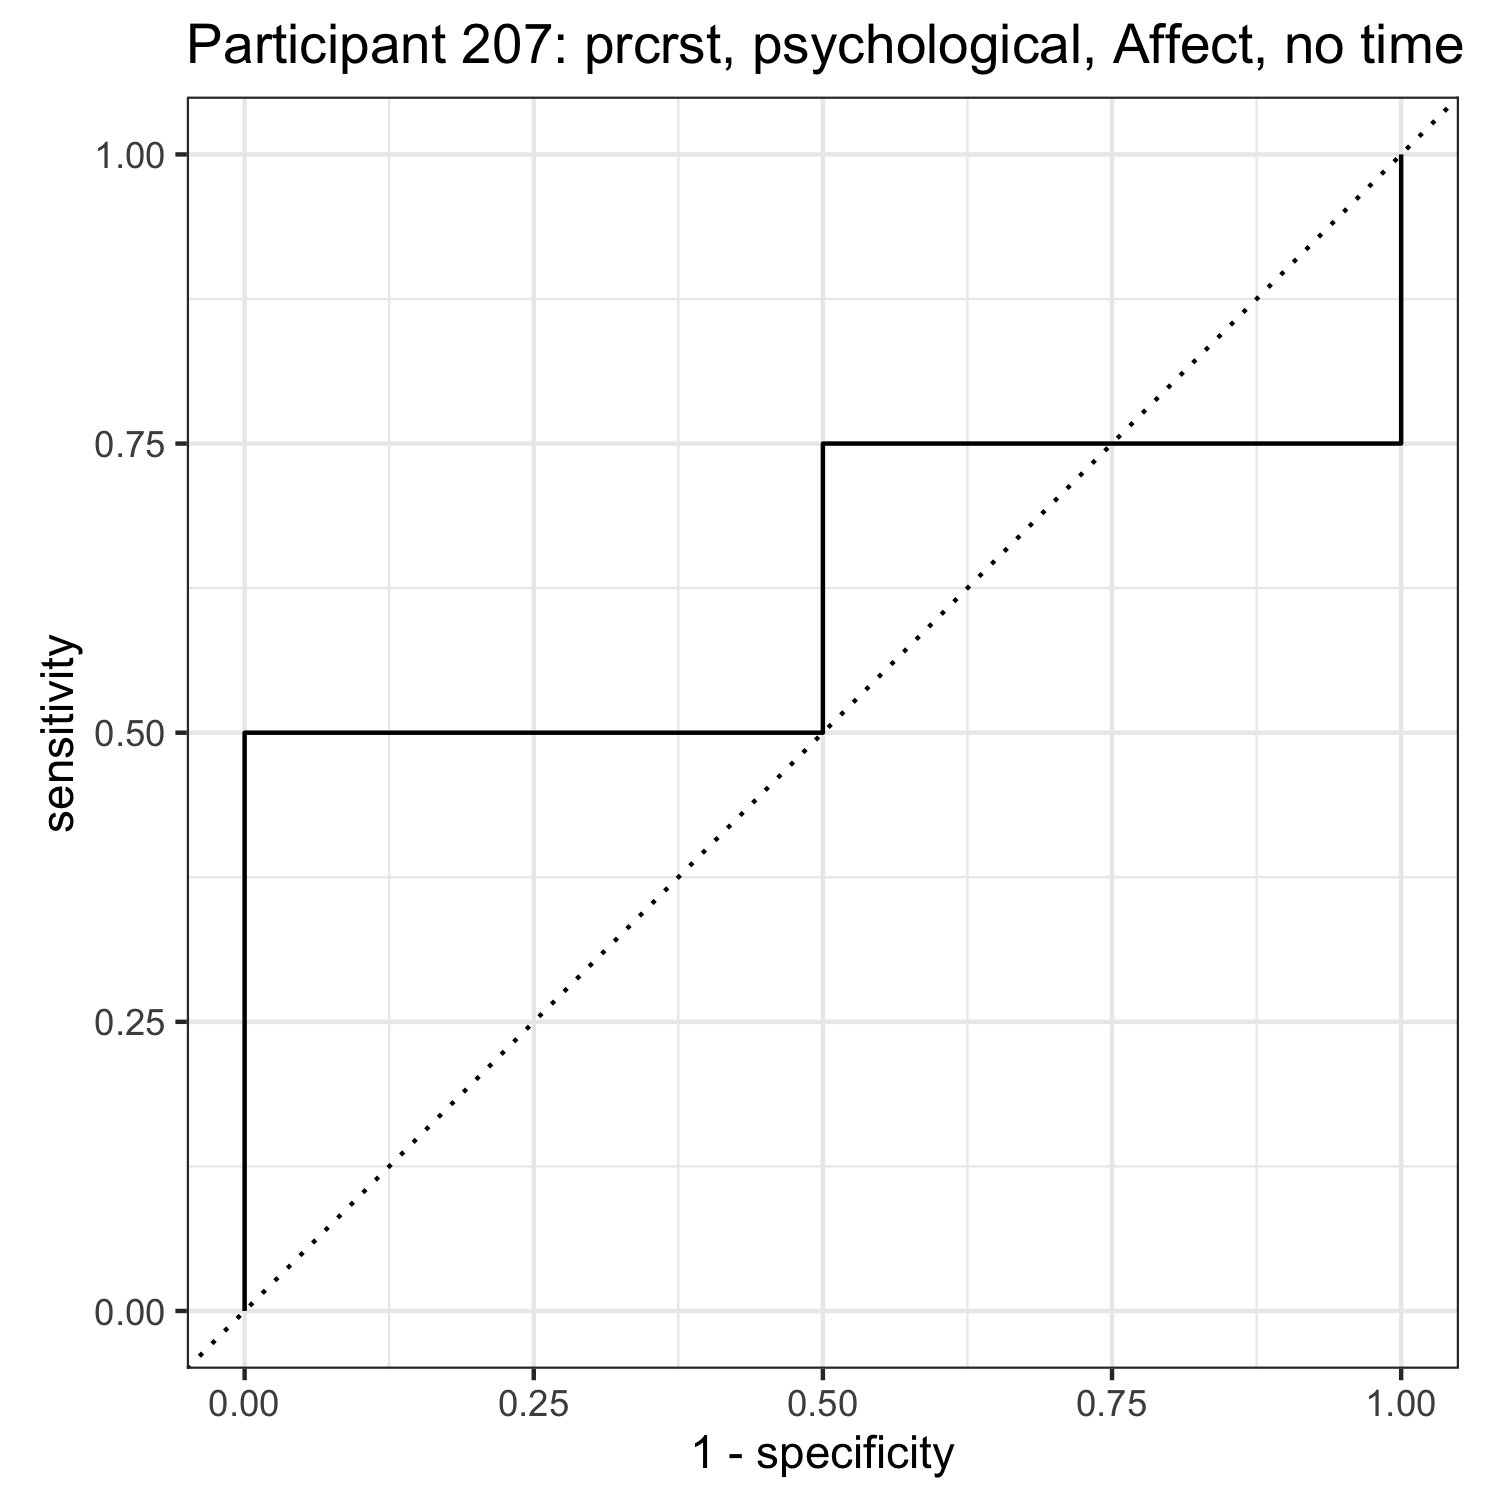 Participant 207: prcrst, psychological, Affect, no time
1.00
0.75
0.50
0.25
0.00
sensitivity
0.00 0.25 0.50 0.75 1.00
1 - specificity